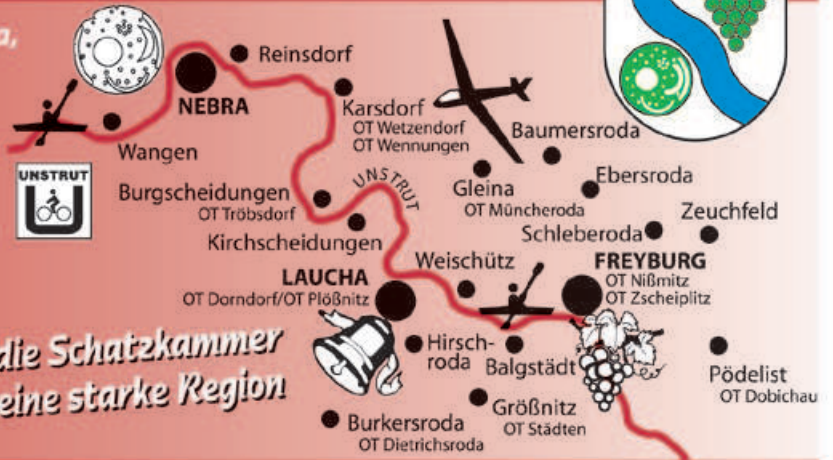 a,
Reinsdorf
NEBRA
Karsdorf
OT Wetzendorf
OT Wennungen
Wangen
Baumersroda
UNSTRUT
UNSTRUT
Burgscheidungen
OT Tröbsdorf
Gleina
OT Müncheroda
Ebersroda
Zeuchfeld
Schleberoda
Kirchscheidungen
Weischütz
FREYBURG
OT Nißmitz
OT Zscheiplitz
LAUCHA
OT Dorndorf/OT Plößnitz
die Schatzkammer
eine starke Region
Hirsch-
roda
Balgstädt
Pödelist
OT Dobichau
Größnitz
OT Städten
Burkersroda
OT Dietrichsroda